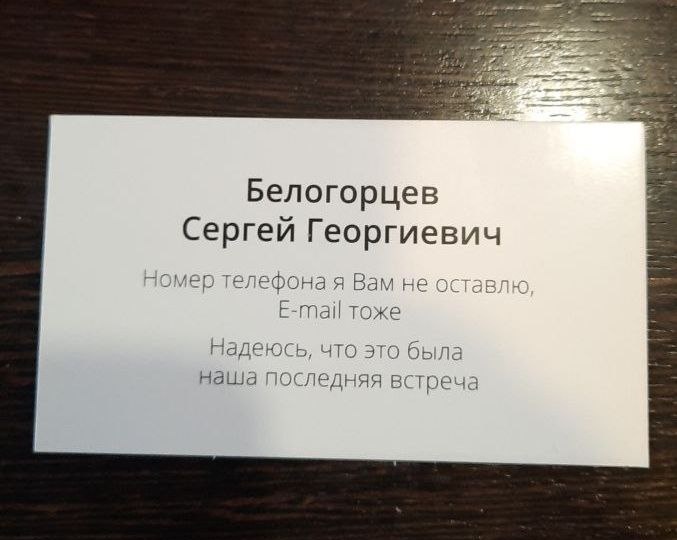 Белогорцев
Сергей Георгиевич
Номер телефона я Вам не оставлю,
E-mail тоже
Надеюсь, что это была
наша последняя встреча